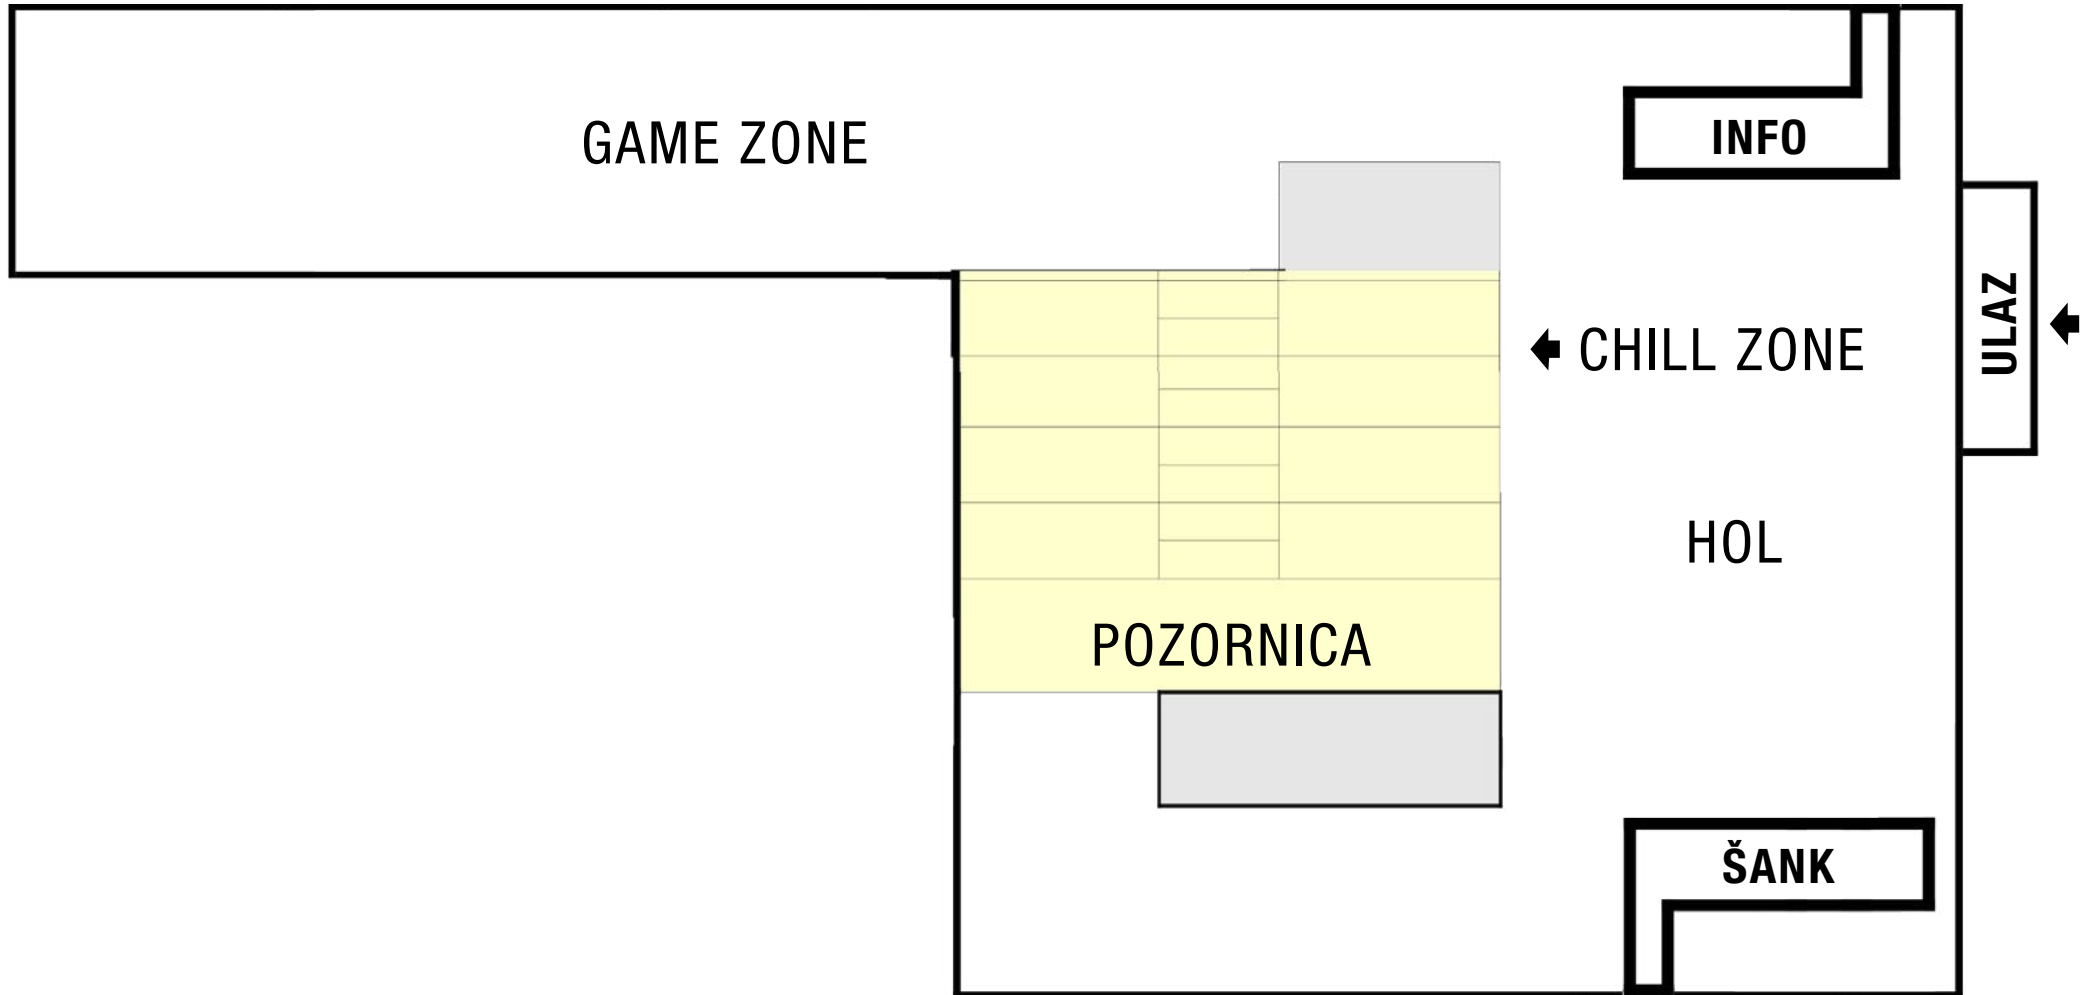 GAME ZONE
INFO
ULAZ
CHILL ZONE
HOL
POZORNICA
ŠANK